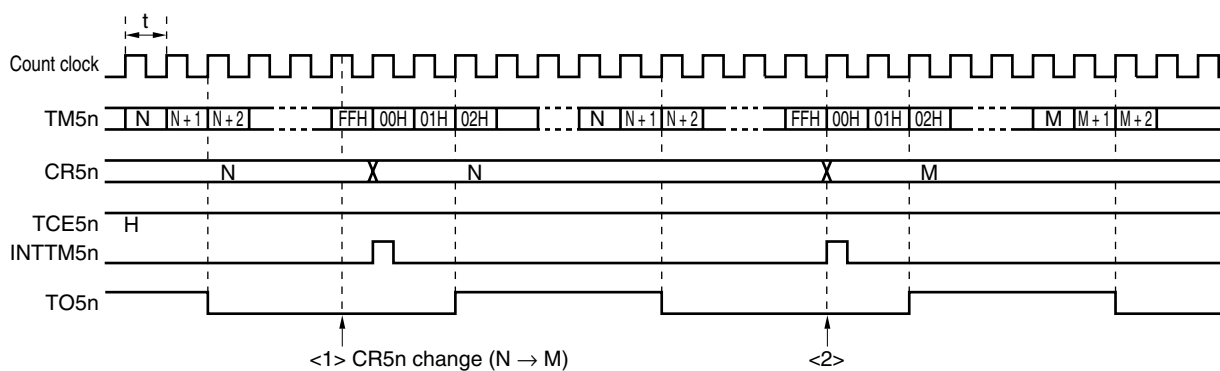 t
Count clock
TM5n N N + 1 N + 2 FFH 00H 01H 02H N N + 1 N + 2 FFH 00H 01H 02H M M + 1 M + 2
CR5n N N M
TCE5n H
INTTM5n
TO5n
<1> CR5n change (N → M) <2>